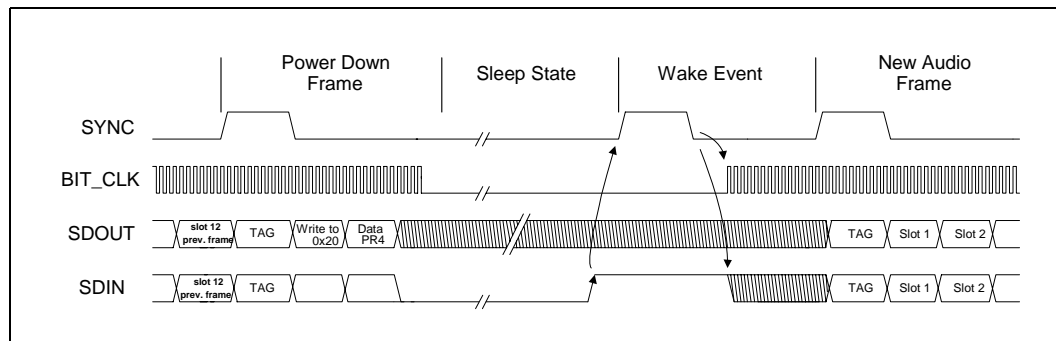 Power Down
Frame
Sleep State
Wake Event
New Audio
Frame
SYNC
BIT_CLK
SDOUT
slot 12
prev. frame
TAG
Write to
0x20
Data
PR4
TAG
Slot 1
Slot 2
SDIN
slot 12
prev. frame
TAG
TAG
Slot 1
Slot 2